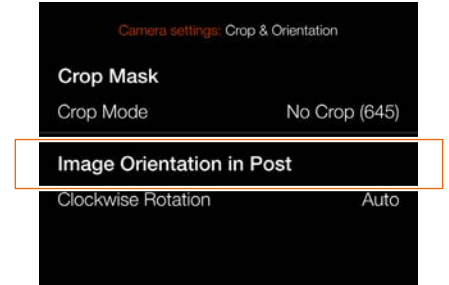 Camera settings: Crop & Orientation
Crop Mask
Crop Mode No Crop (645)
Image Orientation in Post
Clockwise Rotation Auto